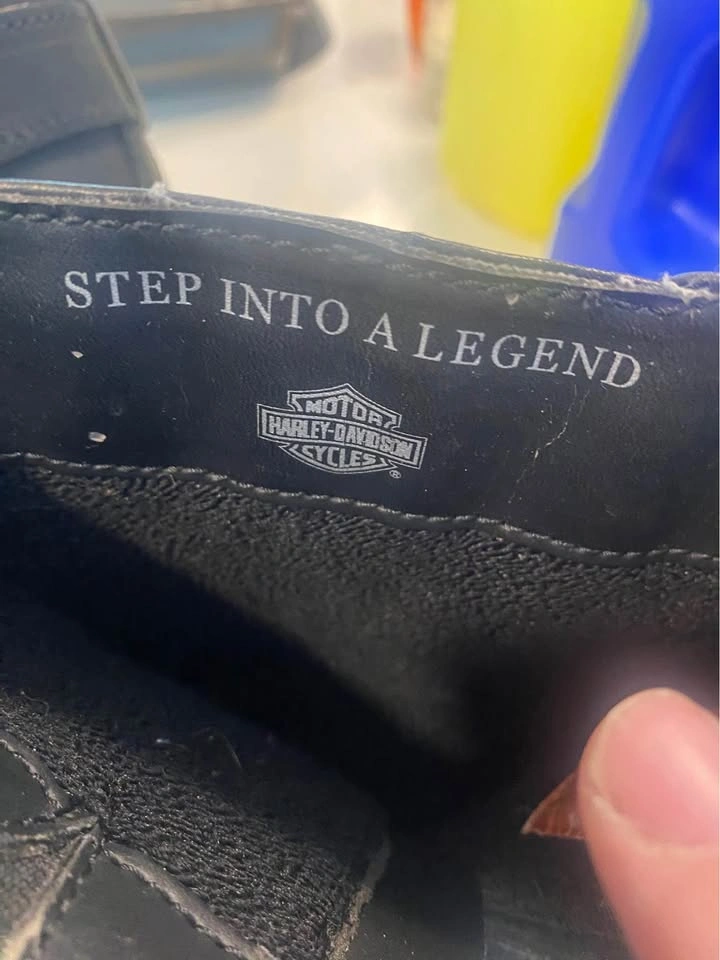 STEP INTO A LEGEND
MOTOR
HARLEY-DAVIDSON
CYCLES
®